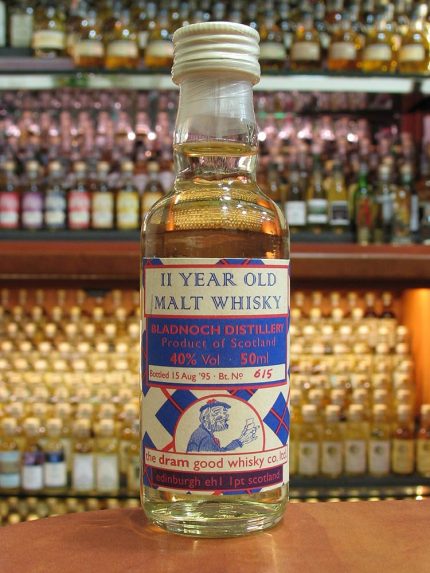 11 YEAR OLD
MALT WHISKY
BLADNOCH DISTILLERY
Product of Scotland
40% Vol · 50ml
Bottled 15 Aug '95 · Bt. No 615
the dram good whisky co. ltd.
edinburgh eh1 1pt scotland